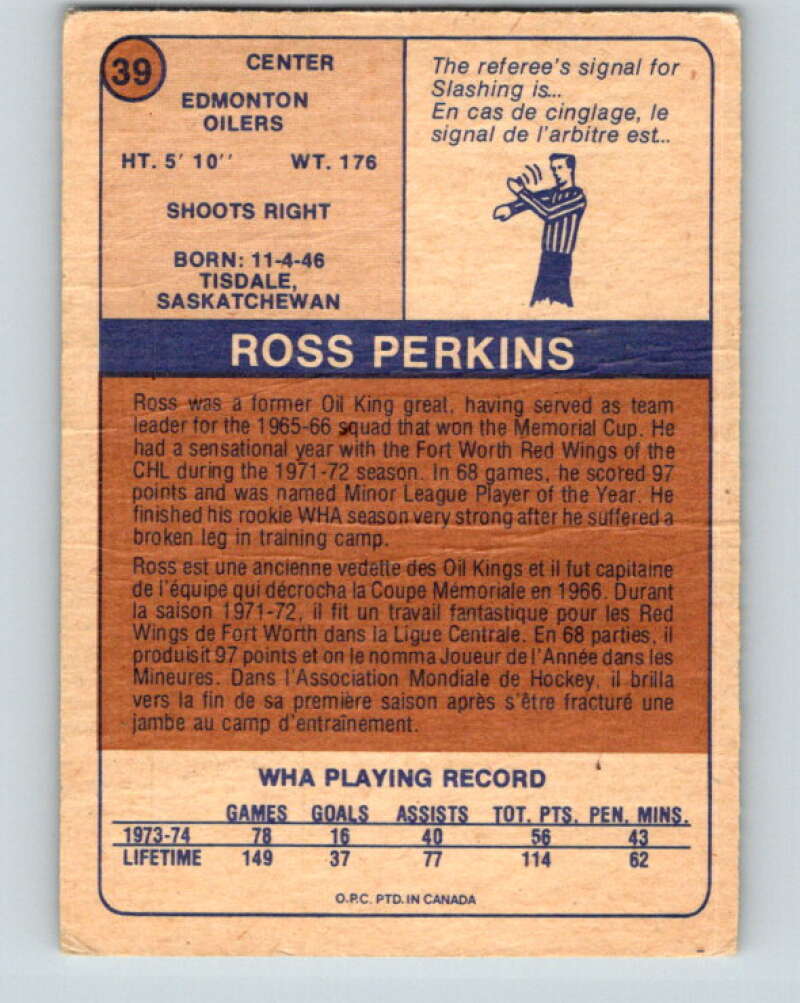 39
CENTER
EDMONTON
OILERS
HT. 5' 10'' WT. 176
SHOOTS RIGHT
BORN: 11-4-46
TISDALE,
SASKATCHEWAN
The referee's signal for
Slashing is...
En cas de cinglage, le
signal de l'arbitre est...
ROSS PERKINS
Ross was a former Oil King great, having served as team
leader for the 1965-66 squad that won the Memorial Cup. He
had a sensational year with the Fort Worth Red Wings of the
CHL during the 1971-72 season. In 68 games, he scored 97
points and was named Minor League Player of the Year. He
finished his rookie WHA season very strong after he suffered a
broken leg in training camp.
Ross est une ancienne vedette des Oil Kings et il fut capitaine
de l'équipe qui décrocha la Coupe Mémoriale en 1966. Durant
la saison 1971-72, il fit un travail fantastique pour les Red
Wings de Fort Worth dans la Ligue Centrale. En 68 parties, il
produisit 97 points et on le nomma Joueur de l'Année dans les
Mineures. Dans l'Association Mondiale de Hockey, il brilla
vers la fin de sa première saison après s'être fracturé une
jambe au camp d'entraînement.
WHA PLAYING RECORD
GAMES GOALS ASSISTS TOT. PTS. PEN. MINS.
1973-74 78 16 40 56 43
LIFETIME 149 37 77 114 62
O.P.C. PTD. IN CANADA